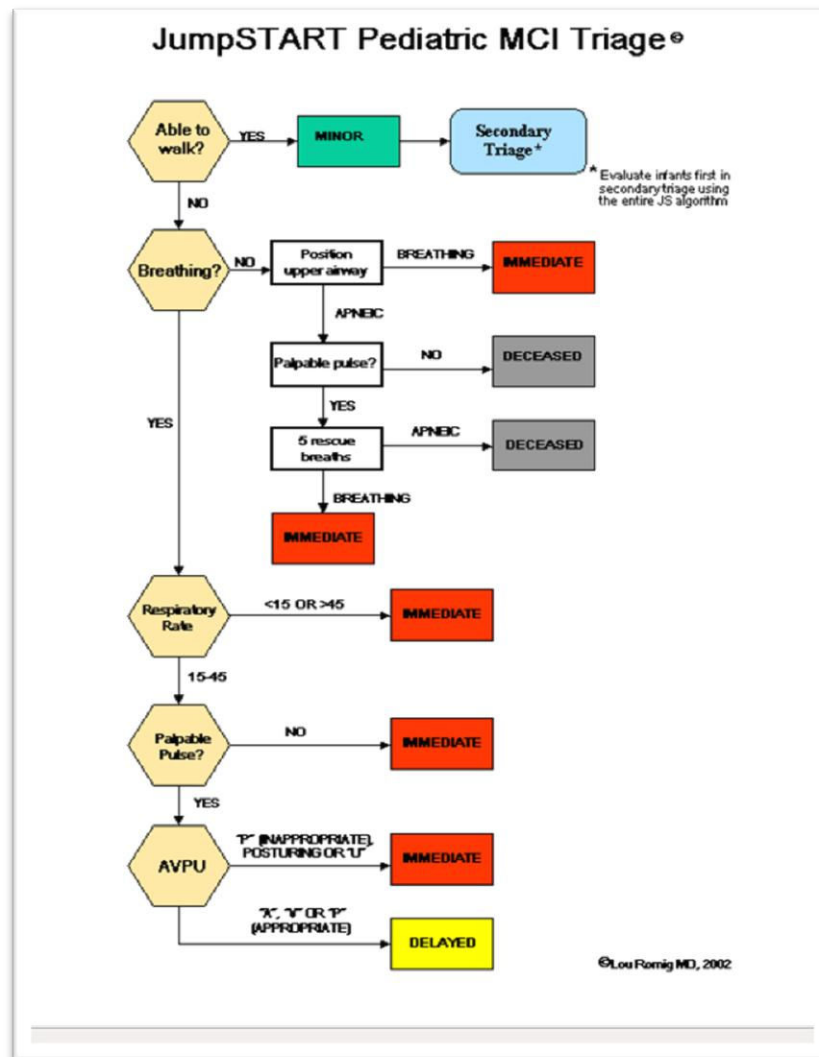 JumpSTART Pediatric MCI Triage©
Able to
walk?
YES
MINOR
Secondary
Triage*
* Evaluate infants first in
secondary triage using
the entire JS algorithm
NO
Breathing?
NO
Position
upper airway
BREATHING
IMMEDIATE
APNEIC
Palpable pulse?
NO
DECEASED
YES
YES
5 rescue
breaths
APNEIC
DECEASED
BREATHING
IMMEDIATE
Respiratory
Rate
<15 OR >45
IMMEDIATE
15-45
Palpable
Pulse?
NO
IMMEDIATE
YES
AVPU
"P" (INAPPROPRIATE),
POSTURING OR "U"
IMMEDIATE
"A", "V" OR "P"
(APPROPRIATE)
DELAYED
©Lou Romig MD, 2002